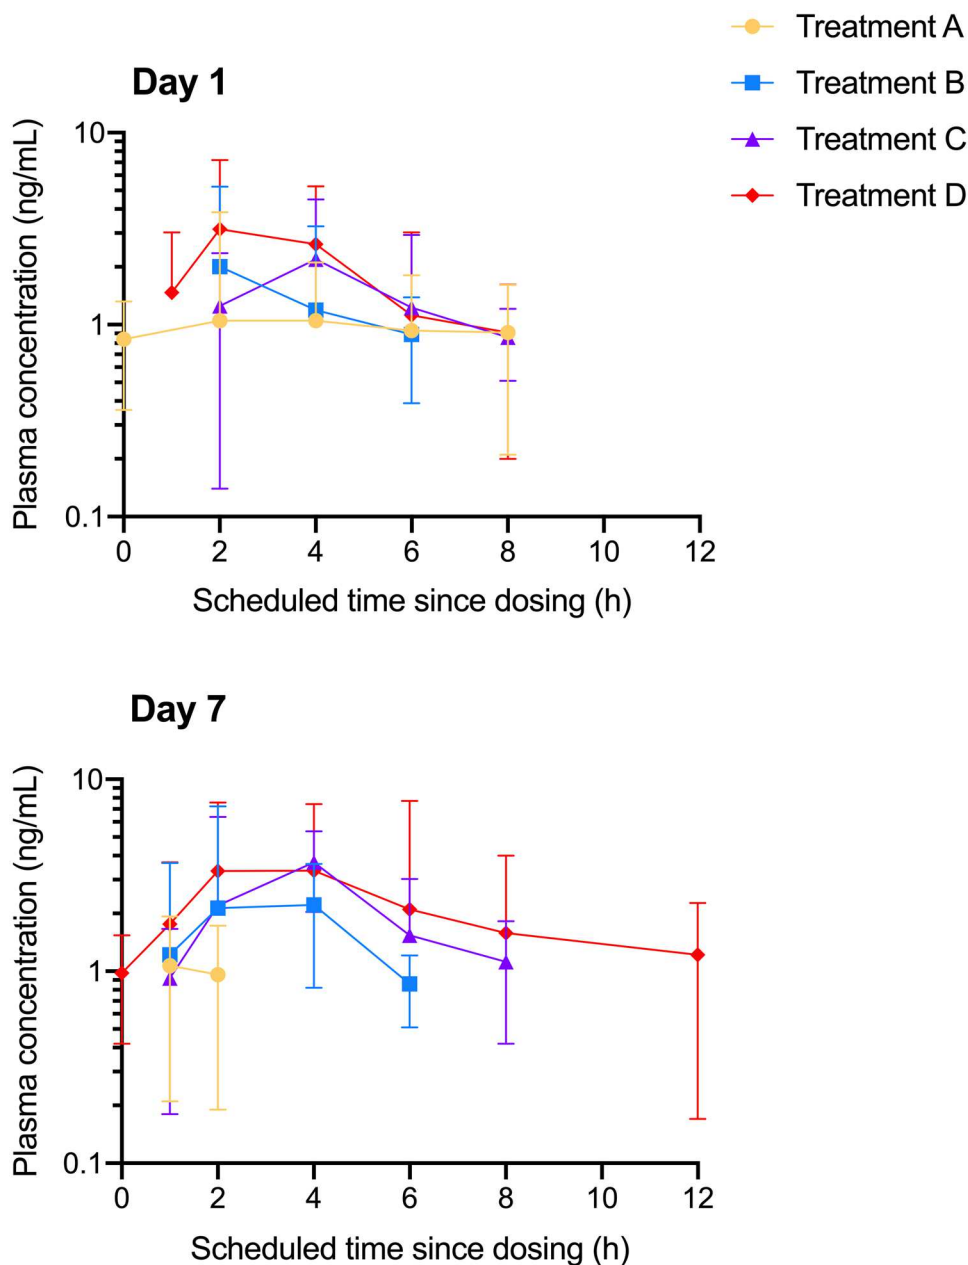 Treatment A
Treatment B
Treatment C
Treatment D
Day 1
Plasma concentration (ng/mL)
10
1
0.1
0 2 4 6 8 10 12
Scheduled time since dosing (h)
Day 7
Plasma concentration (ng/mL)
10
1
0.1
0 2 4 6 8 10 12
Scheduled time since dosing (h)